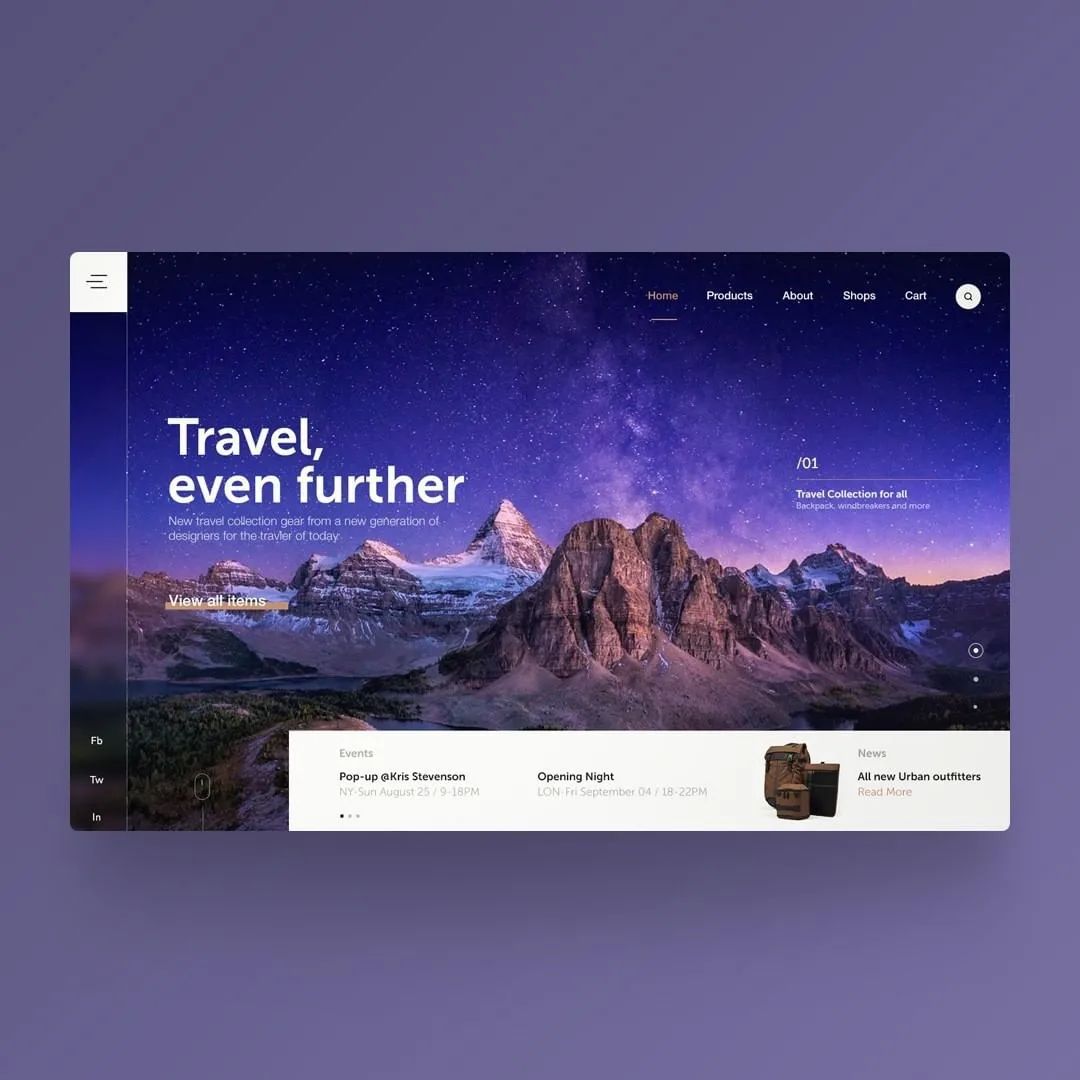 Home Products About Shops Cart
Travel,
even further
New travel collection gear from a new generation of
designers for the travler of today
View all items
/01
Travel Collection for all
Backpack, windbreakers and more
Fb
Tw
In
Events
Pop-up @Kris Stevenson
NY-Sun August 25 / 9-18PM
Opening Night
LON-Fri September 04 / 18-22PM
News
All new Urban outfitters
Read More